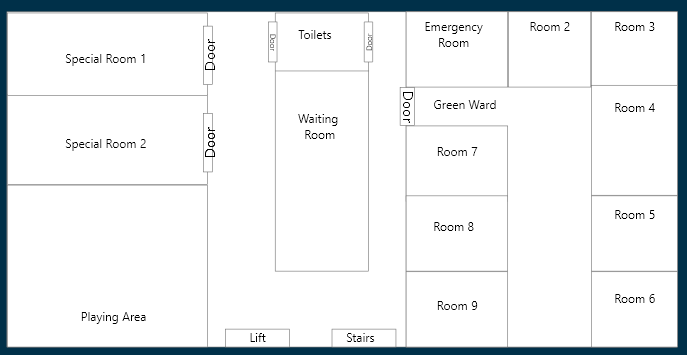 Special Room 1
Door
Door
Toilets
Door
Emergency
Room
Room 2
Room 3
Door
Green Ward
Room 4
Special Room 2
Door
Waiting
Room
Room 7
Room 8
Room 5
Playing Area
Room 9
Room 6
Lift
Stairs